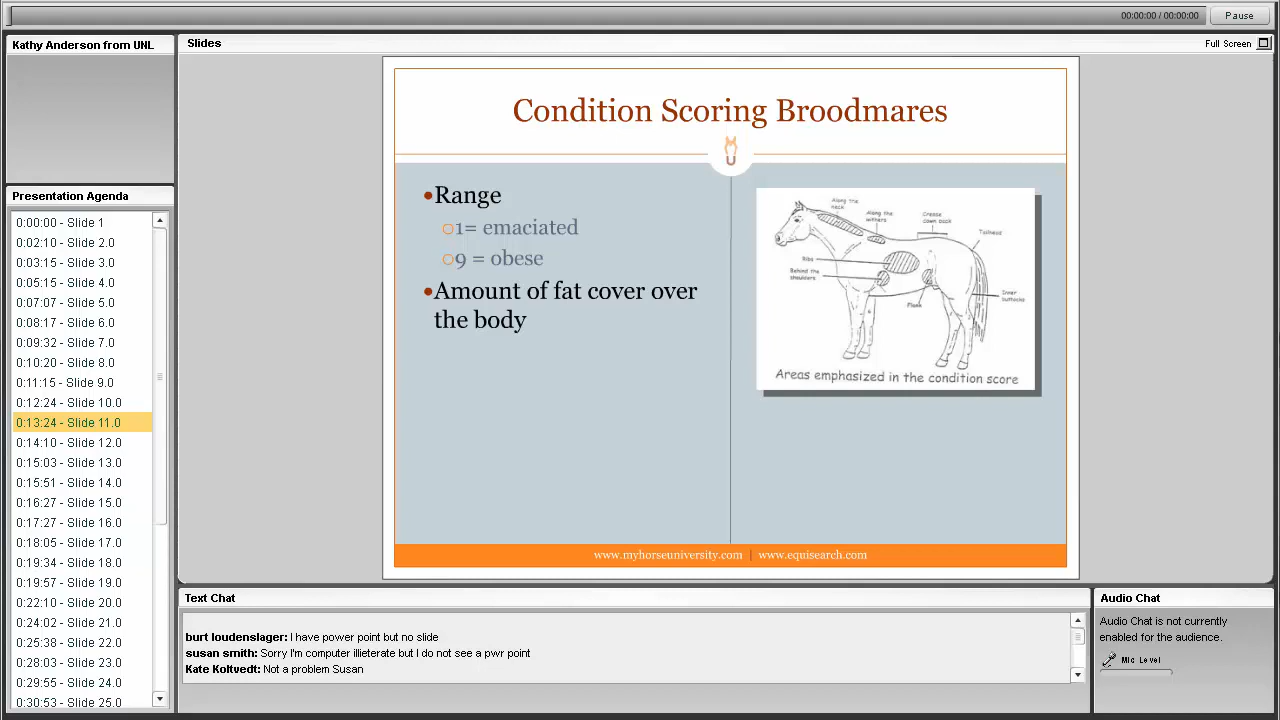 00:00:00 / 00:00:00
Pause
Kathy Anderson from UNL
Slides
Full Screen
Condition Scoring Broodmares
Range
1= emaciated
9 = obese
Amount of fat cover over
the body
Along the
neck
Along the
withers
Crease
down back
Tailhead
Ribs
Behind the
shoulders
Flank
Inner
buttocks
Areas emphasized in the condition score
www.myhorseuniversity.com | www.equisearch.com
Presentation Agenda
0:00:00 - Slide 1
0:02:10 - Slide 2.0
0:03:15 - Slide 3.0
0:05:15 - Slide 4.0
0:07:07 - Slide 5.0
0:08:17 - Slide 6.0
0:09:32 - Slide 7.0
0:10:20 - Slide 8.0
0:11:15 - Slide 9.0
0:12:24 - Slide 10.0
0:13:24 - Slide 11.0
0:14:10 - Slide 12.0
0:15:03 - Slide 13.0
0:15:51 - Slide 14.0
0:16:27 - Slide 15.0
0:17:27 - Slide 16.0
0:18:05 - Slide 17.0
0:19:34 - Slide 18.0
0:19:57 - Slide 19.0
0:22:10 - Slide 20.0
0:24:02 - Slide 21.0
0:25:38 - Slide 22.0
0:28:03 - Slide 23.0
0:29:55 - Slide 24.0
0:30:53 - Slide 25.0
Text Chat
burt loudenslager: I have power point but no slide
susan smith: Sorry I'm computer illieterate but I do not see a pwr point
Kate Koltvedt: Not a problem Susan
Audio Chat
Audio Chat is not currently
enabled for the audience.
Mic Level